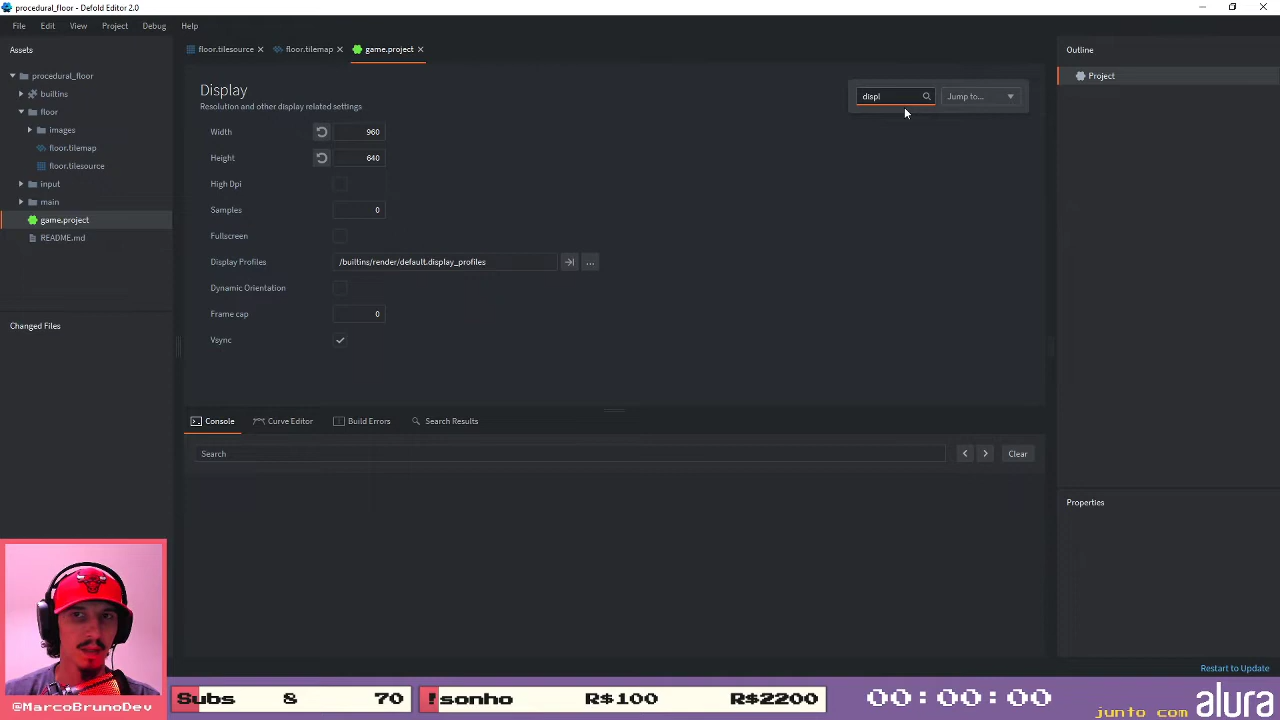 procedural_floor - Defold Editor 2.0
File Edit View Project Debug Help
Assets
procedural_floor
builtins
floor
images
floor.tilemap
floor.tilesource
input
main
game.project
README.md
Changed Files
floor.tilesource floor.tilemap game.project
Display
Resolution and other display related settings
displ Jump to...
Width 960
Height 640
High Dpi
Samples 0
Fullscreen
Display Profiles /builtins/render/default.display_profiles ...
Dynamic Orientation
Frame cap 0
Vsync
Console Curve Editor Build Errors Search Results
Search Clear
Outline
Project
Properties
Restart to Update
@MarcoBrunoDev
Subs 8 70 !sonho R$100 R$2200 00:00:00 junto com alura